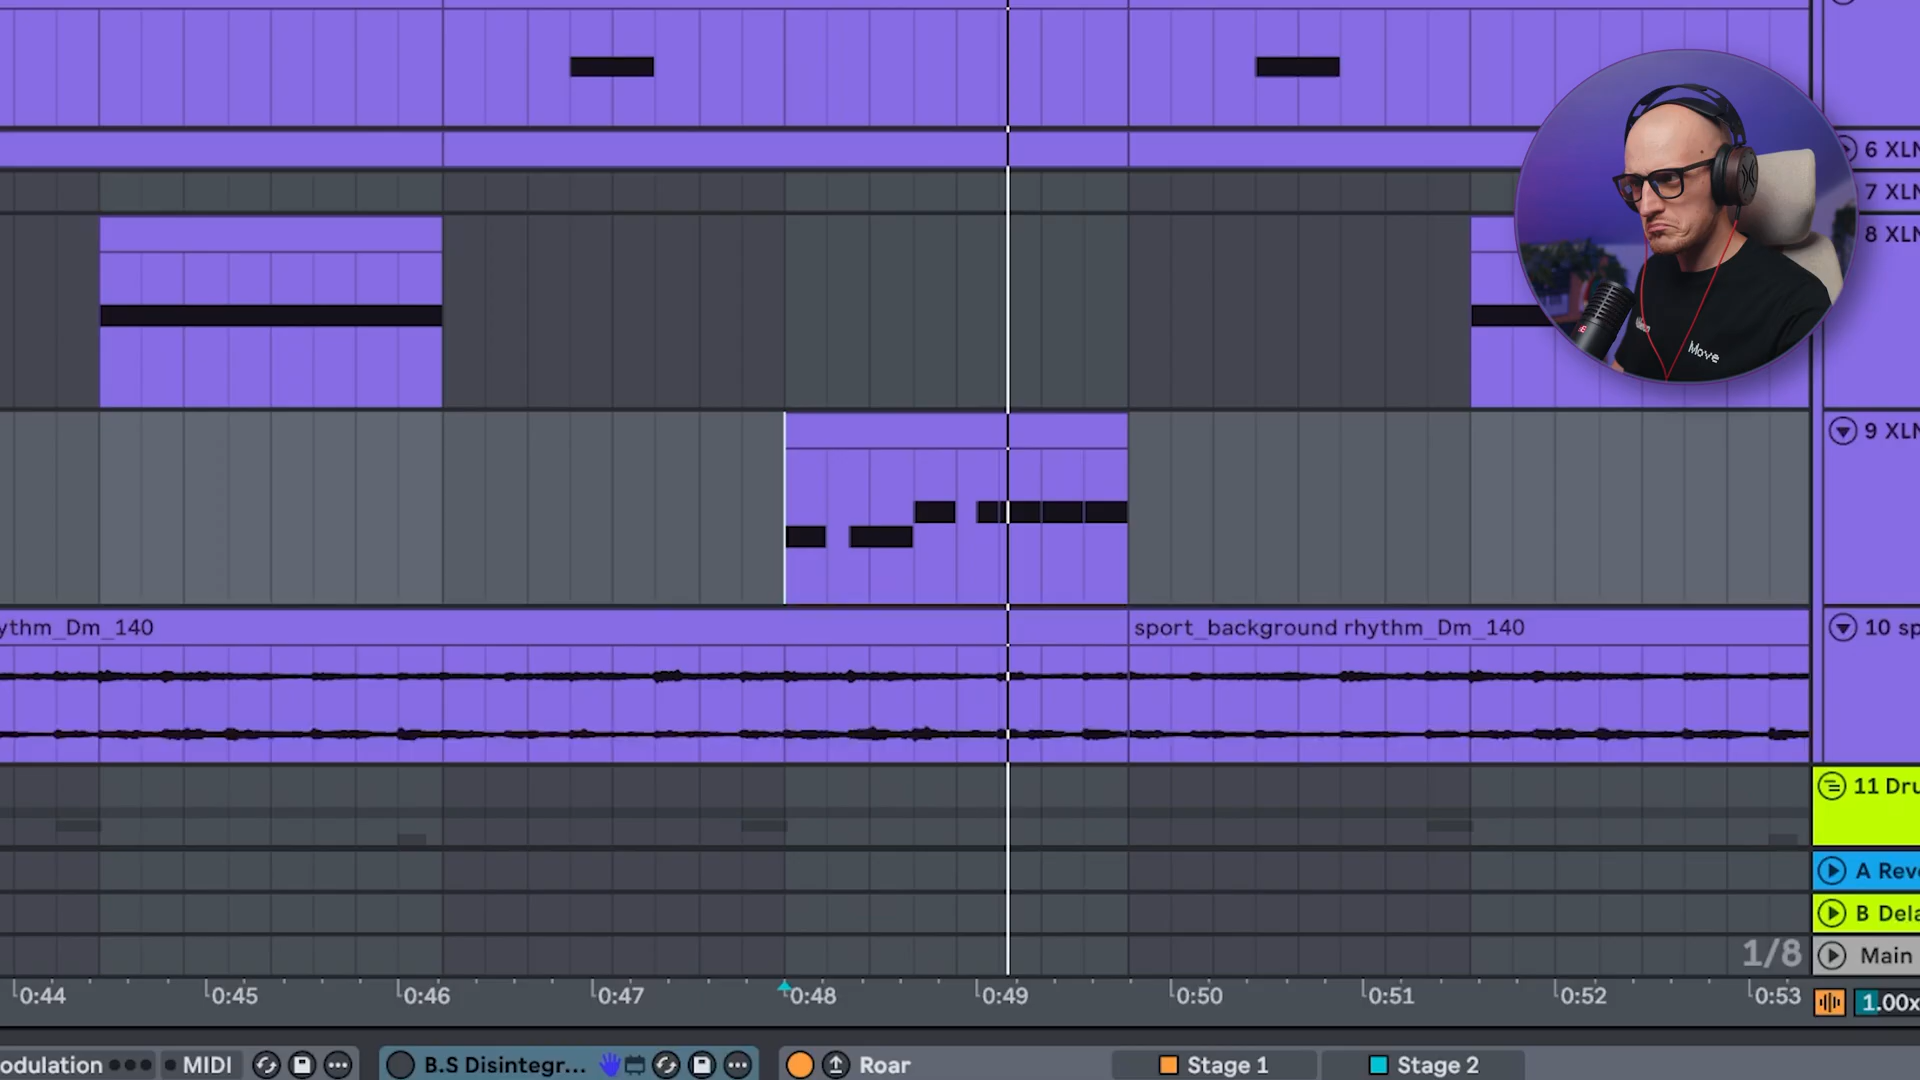 6 XLN
7 XLN
8 XLN
Move
9 XLN
ythm_Dm_140
sport_background rhythm_Dm_140
10 sp
11 Dru
A Reve
B Dela
1/8
Main
0:44
0:45
0:46
0:47
0:48
0:49
0:50
0:51
0:52
0:53
1.00x
odulation
MIDI
B.S Disintegr...
Roar
Stage 1
Stage 2